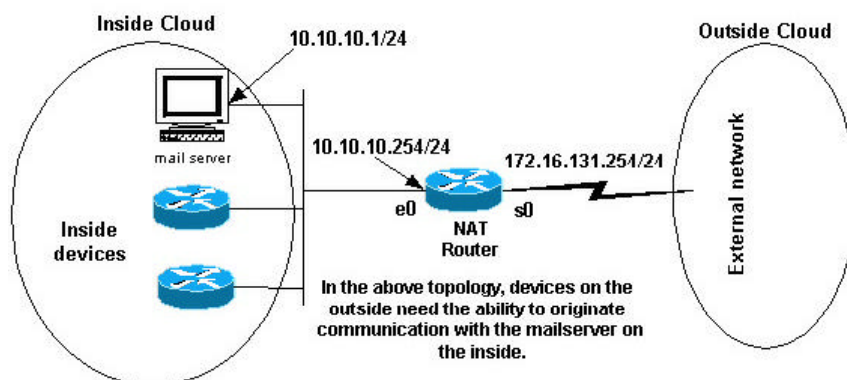 Inside Cloud
10.10.10.1/24
Outside Cloud
mail server
10.10.10.254/24
172.16.131.254/24
External network
e0
s0
NAT
Router
Inside
devices
In the above topology, devices on the
outside need the ability to originate
communication with the mailserver on
the inside.